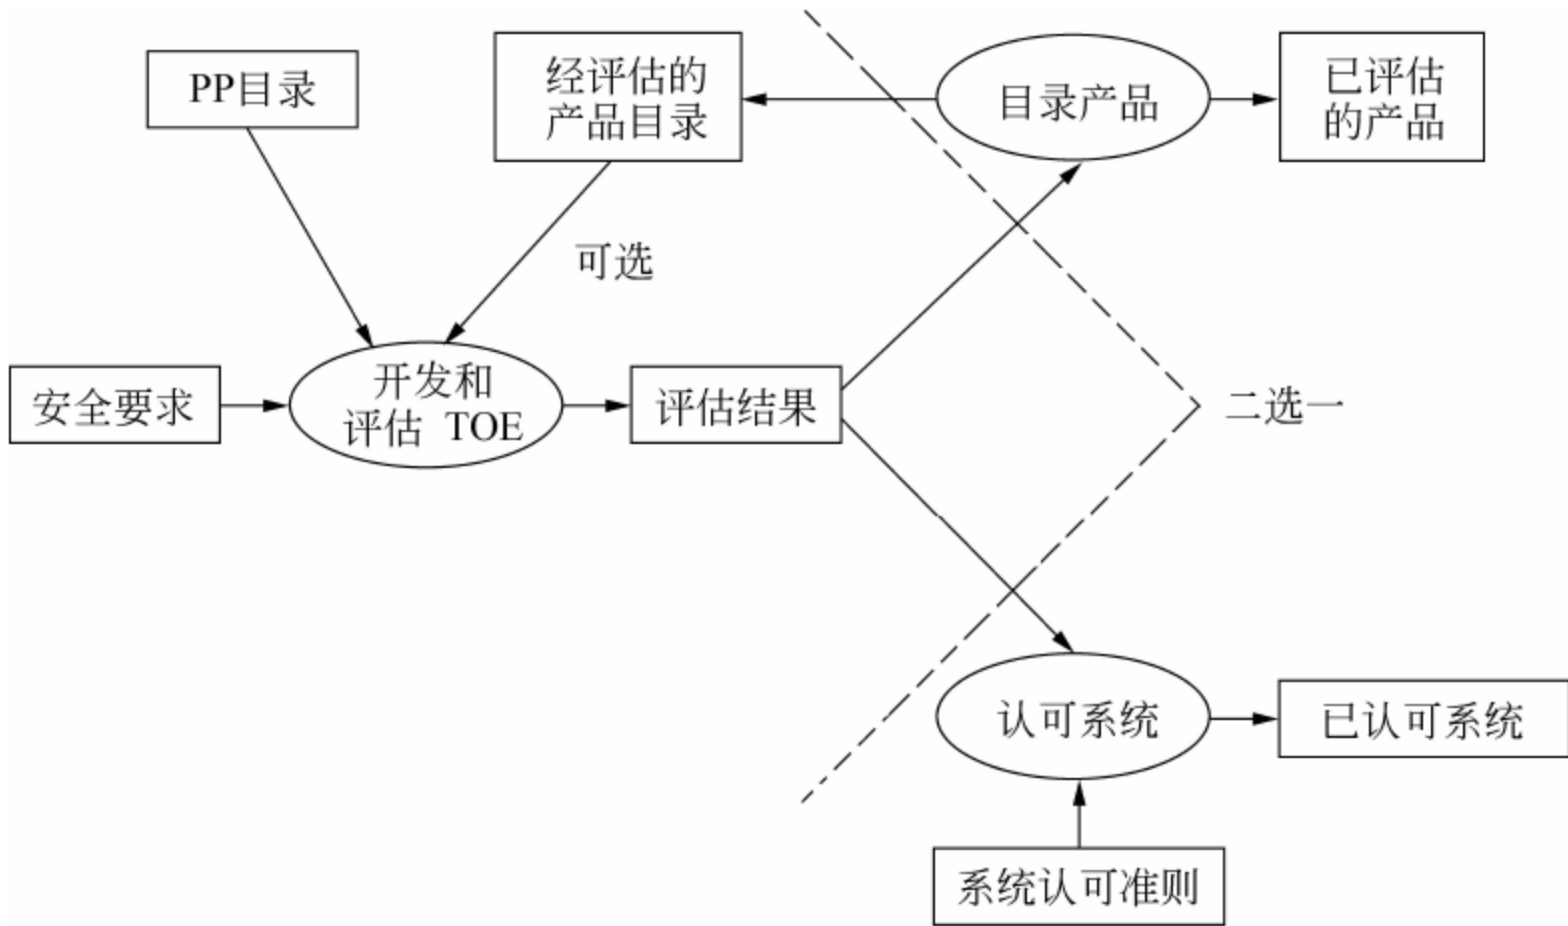 PP目录
经评估的
产品目录
目录产品
已评估
的产品
可选
安全要求
开发和
评估 TOE
评估结果
二选一
认可系统
已认可系统
系统认可准则